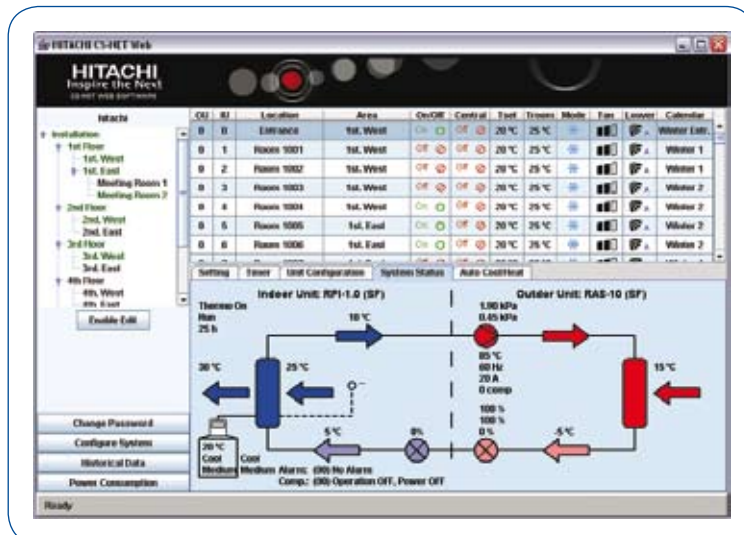 HITACHI CS-NET Web
HITACHI
Inspire the Next
CS-NET WEB SOFTWARE
hitachi
Installation
1st Floor
1st. West
1st. East
Meeting Room 1
Meeting Room 2
2nd Floor
2nd. West
2nd. East
3rd Floor
3rd. West
3rd. East
4th Floor
4th. West
4th. East
Enable Edit
Change Password
Configure System
Historical Data
Power Consumption
OU IU Location Area On/Off Central Tset Troom Mode Fan Louver Calendar
0 0 Entrance 1st. West On Off 20 ºC 25 ºC A Winter Entr.
0 1 Room 1001 1st. West Off Off 20 ºC 25 ºC A Winter 1
0 2 Room 1002 1st. West Off Off 20 ºC 25 ºC A Winter 1
0 3 Room 1003 1st. West Off Off 20 ºC 25 ºC A Winter 2
0 4 Room 1004 1st. West On Off 20 ºC 25 ºC A Winter 2
0 5 Room 1005 1st. East On Off 20 ºC 25 ºC A Winter 2
0 6 Room 1006 1st. East On Off 20 ºC 25 ºC A Winter 2
Setting Timer Unit Configuration System Status Auto Cool/Heat
Indoor Unit: RPI-1.0 (SF)
Outder Unit: RAS-10 (SF)
Thermo On
Run
25 h
10 ºC
1.90 kPa
0.45 kPa
30 ºC
25 ºC
85 ºC
60 Hz
20 A
0 comp
15 ºC
100 %
100 %
5 ºC
0%
0 %
-5 ºC
20 ºC
Cool Cool
Medium Medium Alarm: (00) No Alarm
Comp.: (00) Operation OFF, Power OFF
Ready